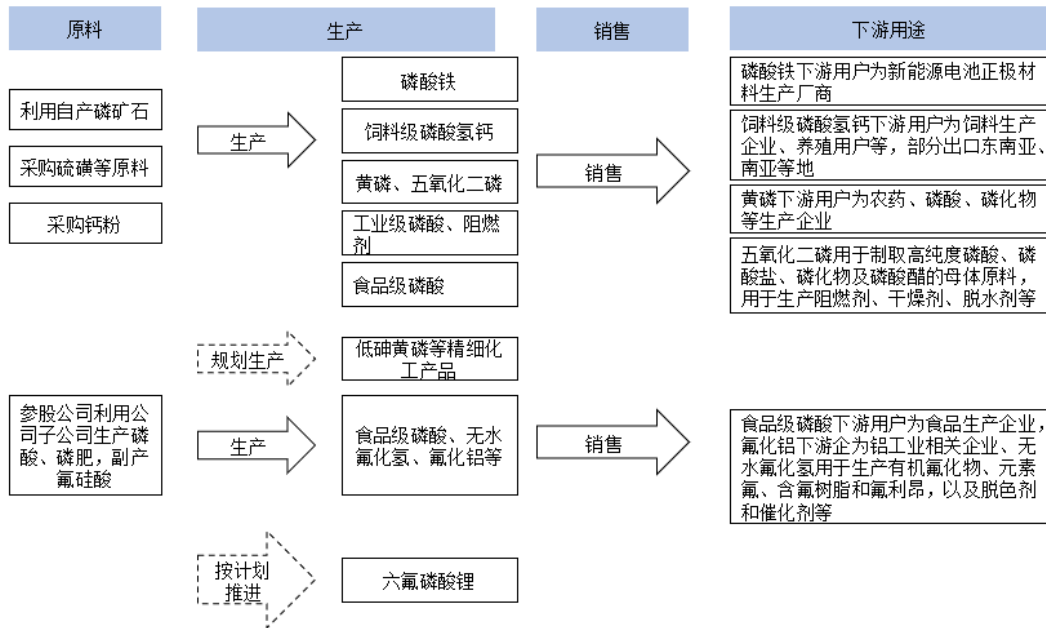 原料
生产
销售
下游用途
利用自产磷矿石
采购硫磺等原料
采购钙粉
生产
磷酸铁
饲料级磷酸氢钙
黄磷、五氧化二磷
工业级磷酸、阻燃
剂
食品级磷酸
销售
磷酸铁下游用户为新能源电池正极材
料生产厂商
饲料级磷酸氢钙下游用户为饲料生产
企业、养殖用户等，部分出口东南亚、
南亚等地
黄磷下游用户为农药、磷酸、磷化物
等生产企业
五氧化二磷用于制取高纯度磷酸、磷
酸盐、磷化物及磷酸醋的母体原料，
用于生产阻燃剂、干燥剂、脱水剂等
规划生产
低砷黄磷等精细化
工产品
参股公司利用公
司子公司生产磷
酸、磷肥，副产
氟硅酸
生产
食品级磷酸、无水
氟化氢、氟化铝等
销售
食品级磷酸下游用户为食品生产企业，
氟化铝下游企为铝工业相关企业、无
水氟化氢用于生产有机氟化物、元素
氟、含氟树脂和氟利昂，以及脱色剂
和催化剂等
按计划
推进
六氟磷酸锂